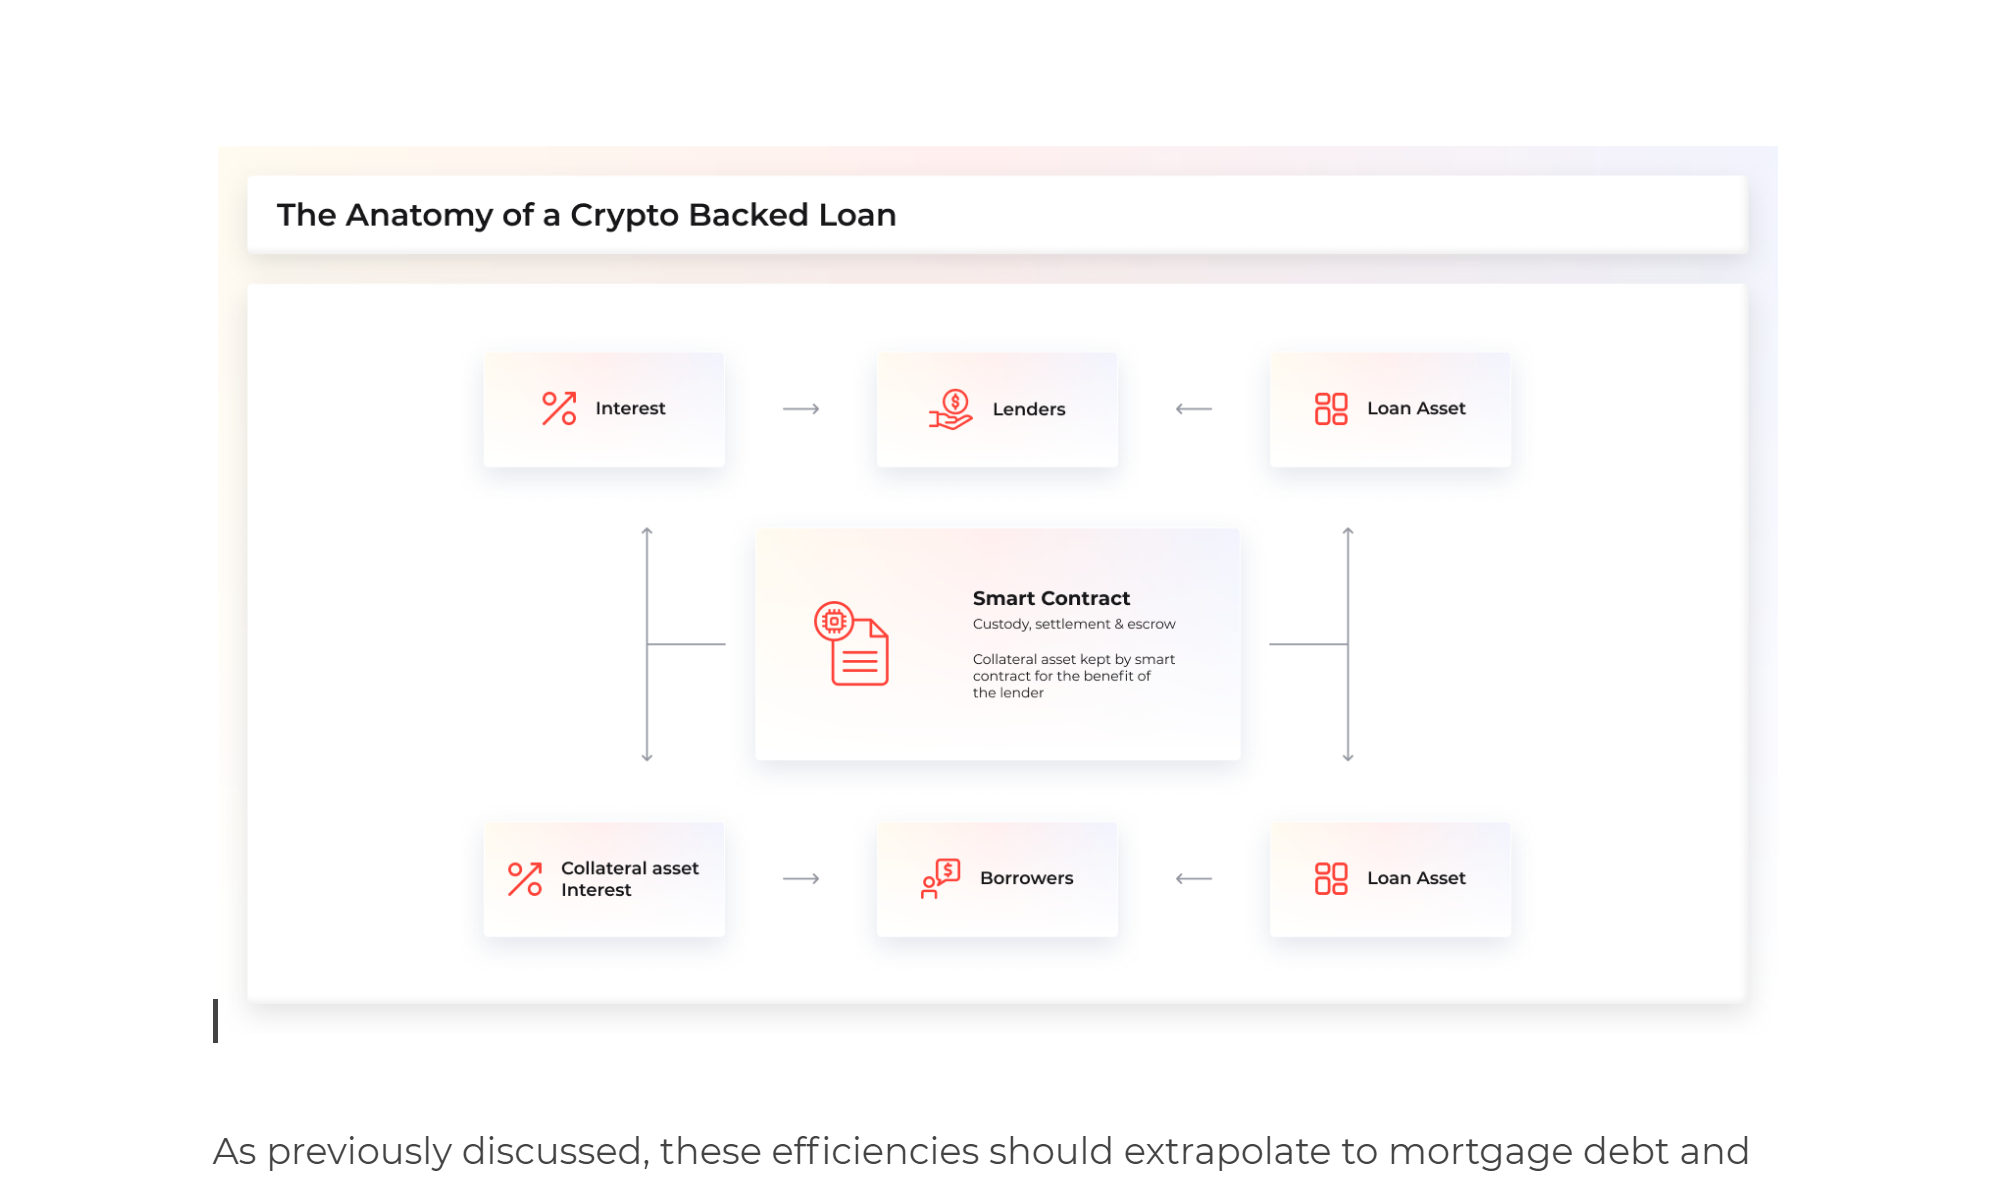 The Anatomy of a Crypto Backed Loan
Interest
Lenders
Loan Asset
Smart Contract
Custody, settlement & escrow
Collateral asset kept by smart
contract for the benefit of
the lender
Collateral asset
Interest
Borrowers
Loan Asset
As previously discussed, these efficiencies should extrapolate to mortgage debt and